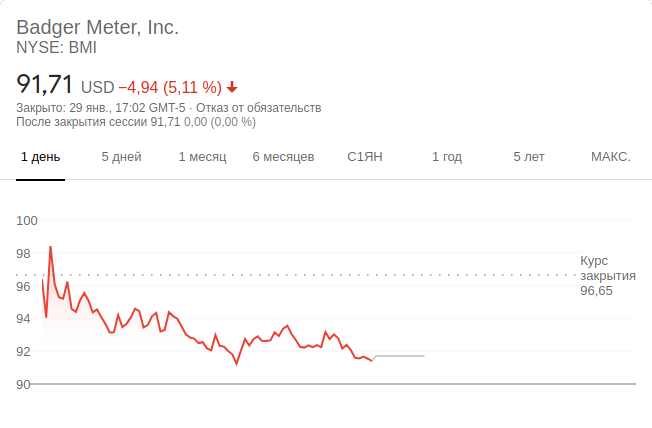 Badger Meter, Inc.
NYSE: BMI
91,71 USD −4,94 (5,11 %)
Закрыто: 29 янв., 17:02 GMT-5 · Отказ от обязательств
После закрытия сессии 91,71 0,00 (0,00 %)
1 день 5 дней 1 месяц 6 месяцев С1ЯН 1 год 5 лет МАКС.
100
98
96
94
92
90
Курс
закрытия
96,65